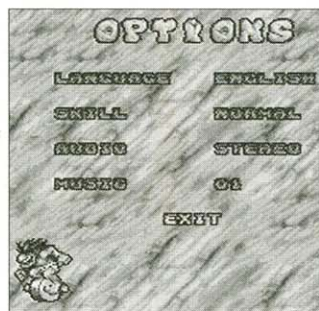 OPTIONS
LANGUAGE ENGLISH
SKILL NORMAL
AUDIO STEREO
MUSIC 01
EXIT